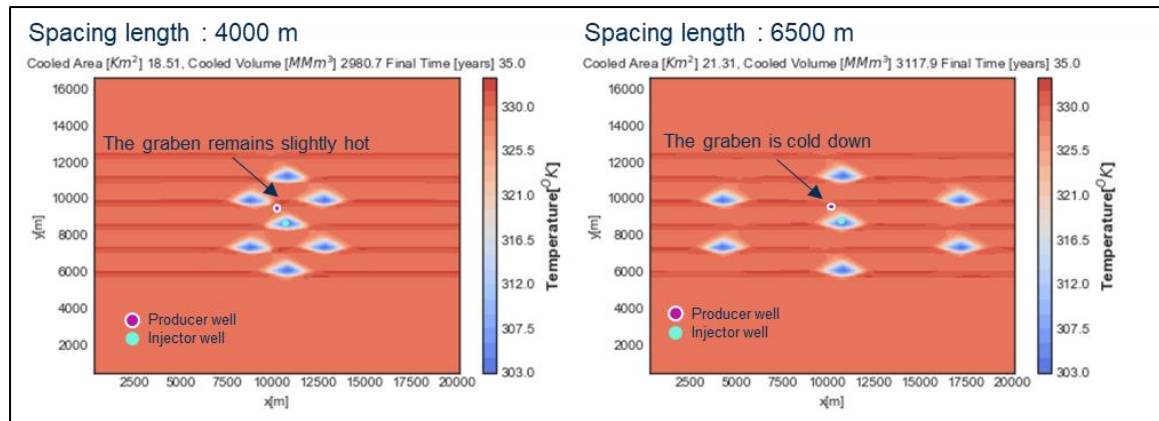 Spacing length : 4000 m
Cooled Area [Km²] 18.51, Cooled Volume [MMm³] 2980.7 Final Time [years] 35.0
16000
14000
12000
10000
8000
6000
4000
2000
y[m]
The graben remains slightly hot
Producer well
Injector well
2500 5000 7500 10000 12500 15000 17500 20000
x[m]
330.0
325.5
321.0
316.5
312.0
307.5
303.0
Temperature[°K]
Spacing length : 6500 m
Cooled Area [Km²] 21.31, Cooled Volume [MMm³] 3117.9 Final Time [years] 35.0
16000
14000
12000
10000
8000
6000
4000
2000
y[m]
The graben is cold down
Producer well
Injector well
2500 5000 7500 10000 12500 15000 17500 20000
x[m]
330.0
325.5
321.0
316.5
312.0
307.5
303.0
Temperature[°K]